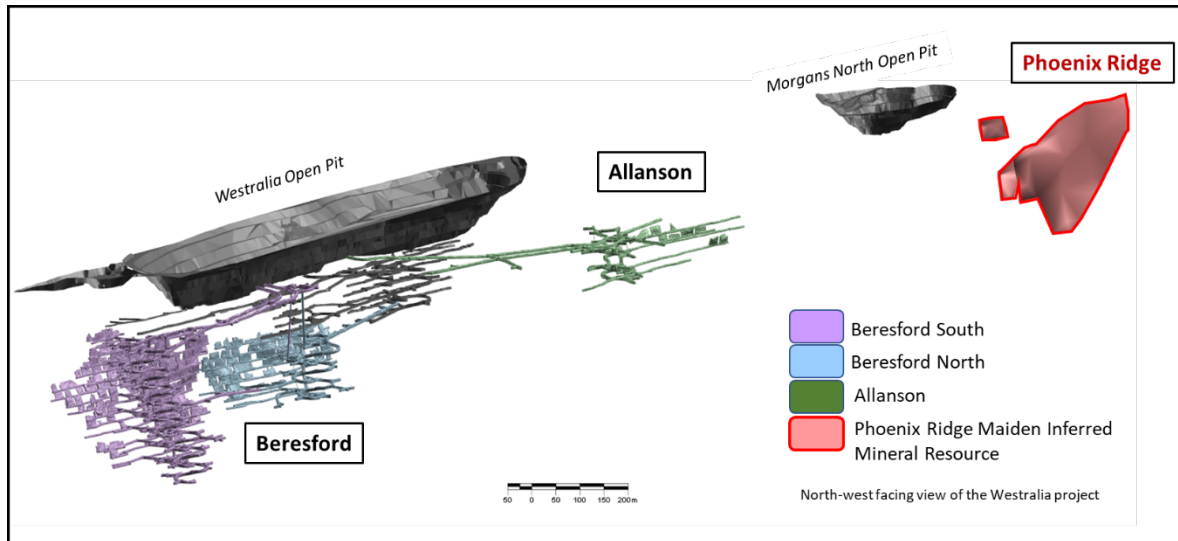 Morgans North Open Pit
Phoenix Ridge
Westralia Open Pit
Allanson
Beresford
Beresford South
Beresford North
Allanson
Phoenix Ridge Maiden Inferred
Mineral Resource
50 0 50 100 150 200m
North-west facing view of the Westralia project